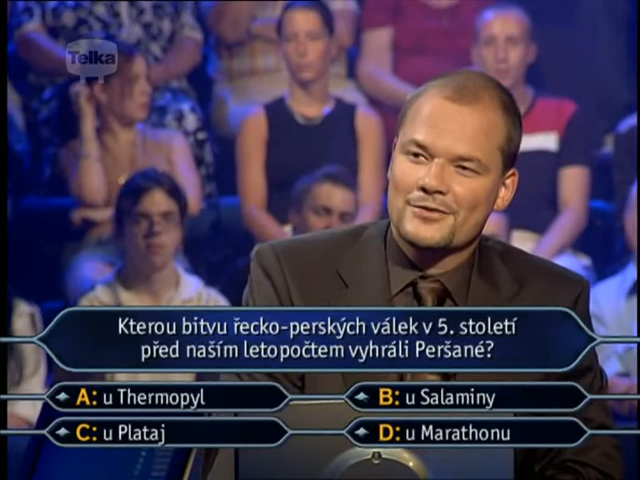 Telka
Kterou bitvu řecko-perských válek v 5. století
před naším letopočtem vyhráli Peršané?
A: u Thermopyl
B: u Salaminy
C: u Plataj
D: u Marathonu